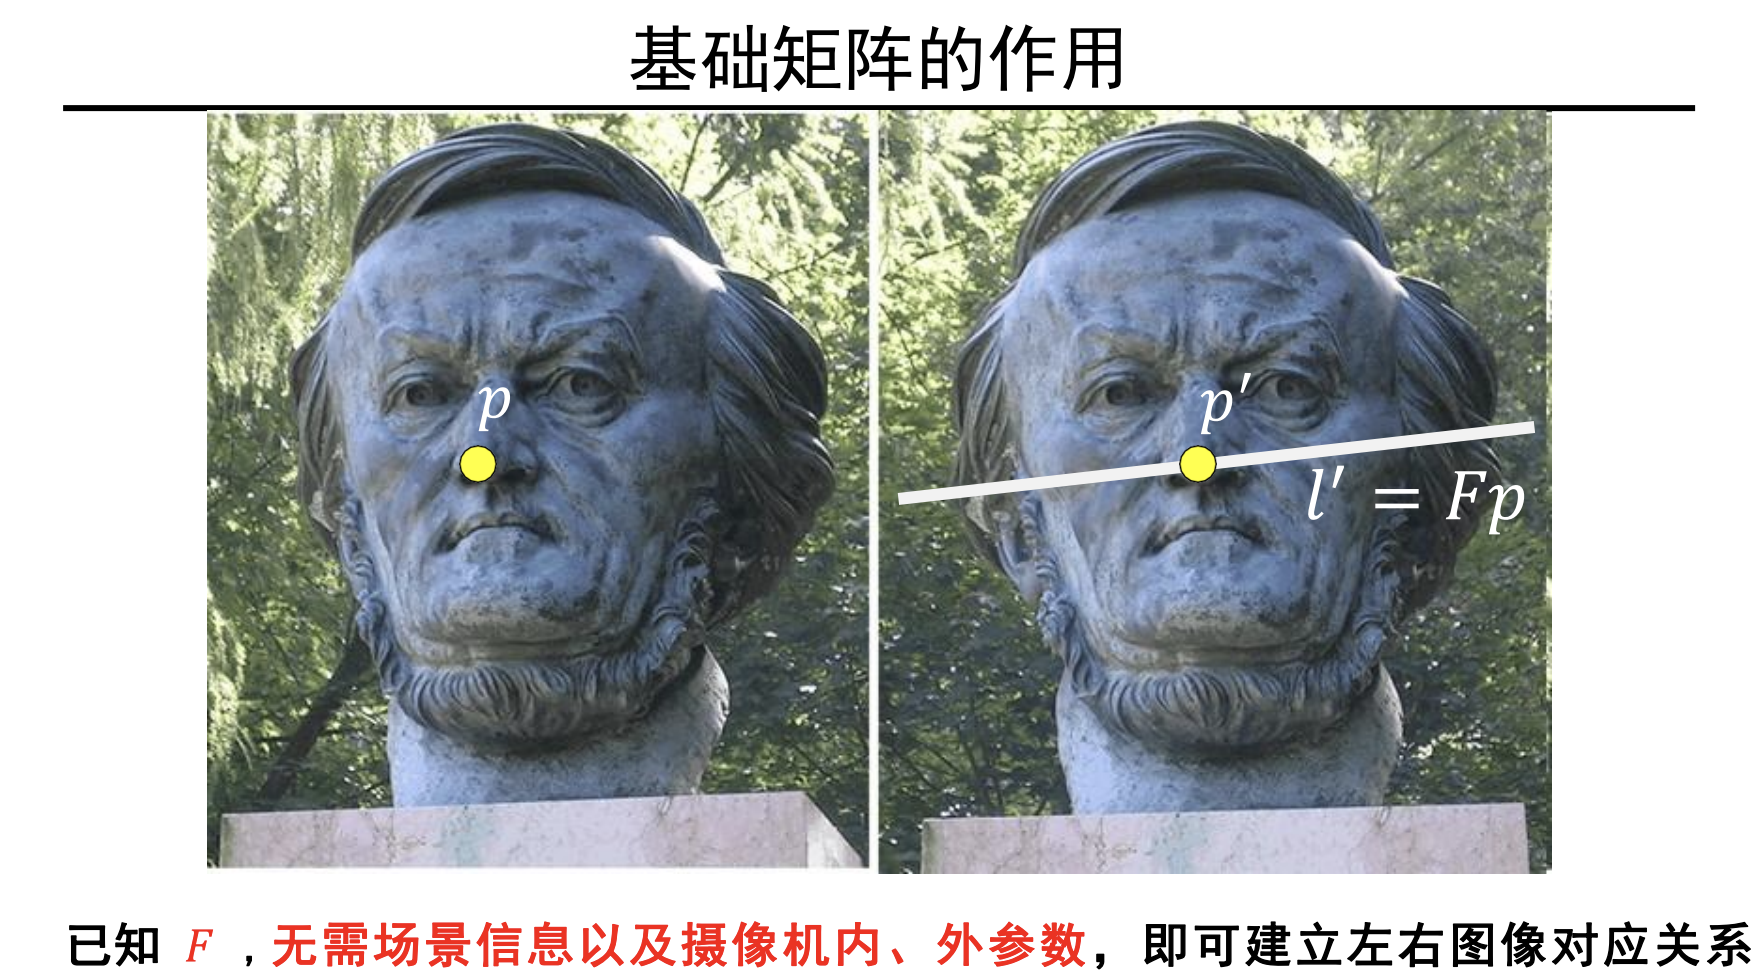 基础矩阵的作用
p
p′
l′ = Fp
已知 F ，无需场景信息以及摄像机内、外参数，即可建立左右图像对应关系